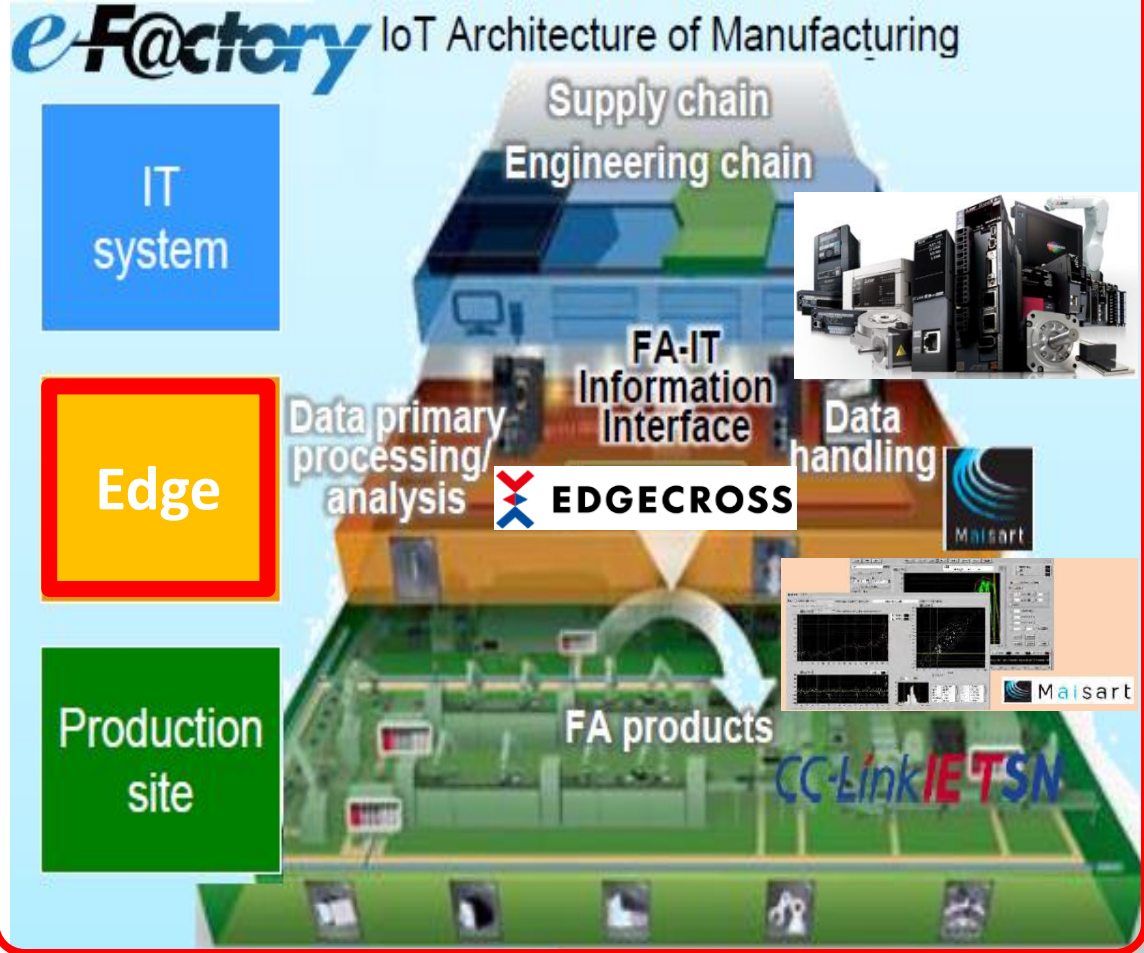 e-F@ctory IoT Architecture of Manufacturing
Supply chain
Engineering chain
IT
system
FA-IT
Information
Interface
Data primary
processing/
analysis
Data
handling
Edge
EDGECROSS
Maisart
Maisart
Production
site
FA products
CC-Link IE TSN